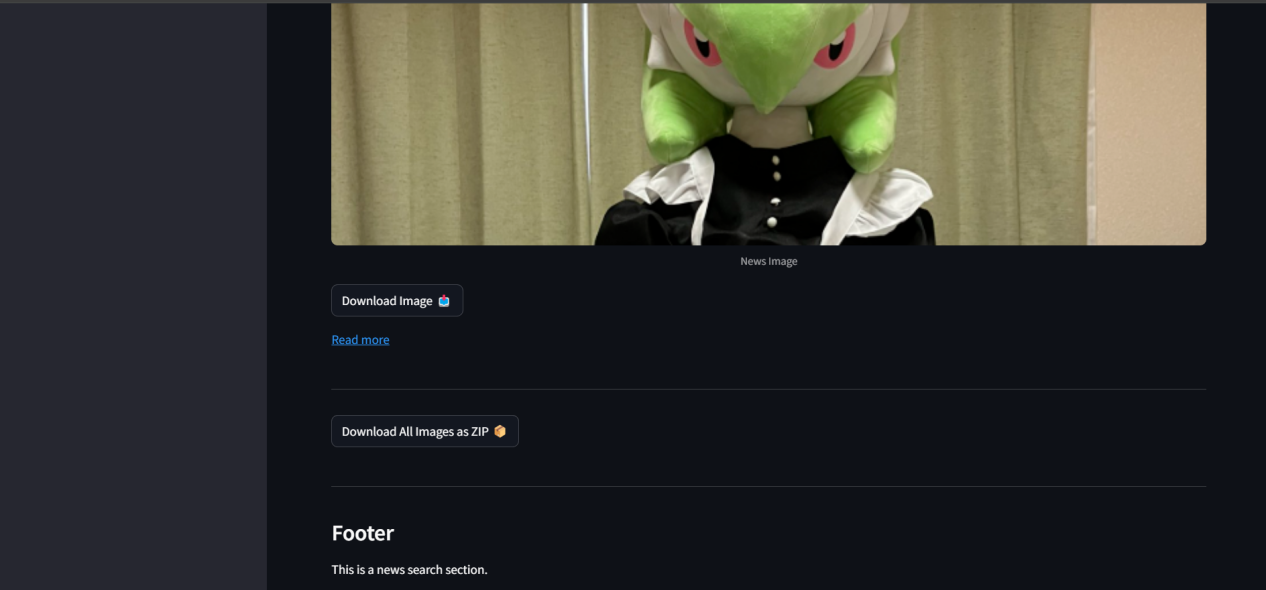 News Image
Download Image 📥
Read more
Download All Images as ZIP 📦
Footer
This is a news search section.